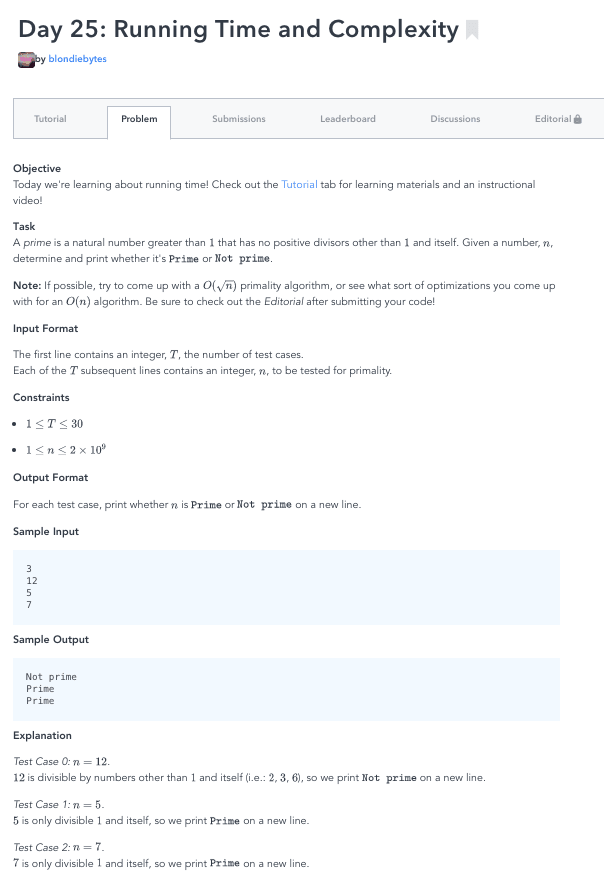 Day 25: Running Time and Complexity
by blondiebytes
Tutorial Problem Submissions Leaderboard Discussions Editorial
Objective
Today we're learning about running time! Check out the Tutorial tab for learning materials and an instructional
video!
Task
A prime is a natural number greater than 1 that has no positive divisors other than 1 and itself. Given a number, n,
determine and print whether it's Prime or Not prime.
Note: If possible, try to come up with a O(√n) primality algorithm, or see what sort of optimizations you come up
with for an O(n) algorithm. Be sure to check out the Editorial after submitting your code!
Input Format
The first line contains an integer, T, the number of test cases.
Each of the T subsequent lines contains an integer, n, to be tested for primality.
Constraints
• 1 ≤ T ≤ 30
• 1 ≤ n ≤ 2 × 10⁹
Output Format
For each test case, print whether n is Prime or Not prime on a new line.
Sample Input
3
12
5
7
Sample Output
Not prime
Prime
Prime
Explanation
Test Case 0: n = 12.
12 is divisible by numbers other than 1 and itself (i.e.: 2, 3, 6), so we print Not prime on a new line.
Test Case 1: n = 5.
5 is only divisible 1 and itself, so we print Prime on a new line.
Test Case 2: n = 7.
7 is only divisible 1 and itself, so we print Prime on a new line.